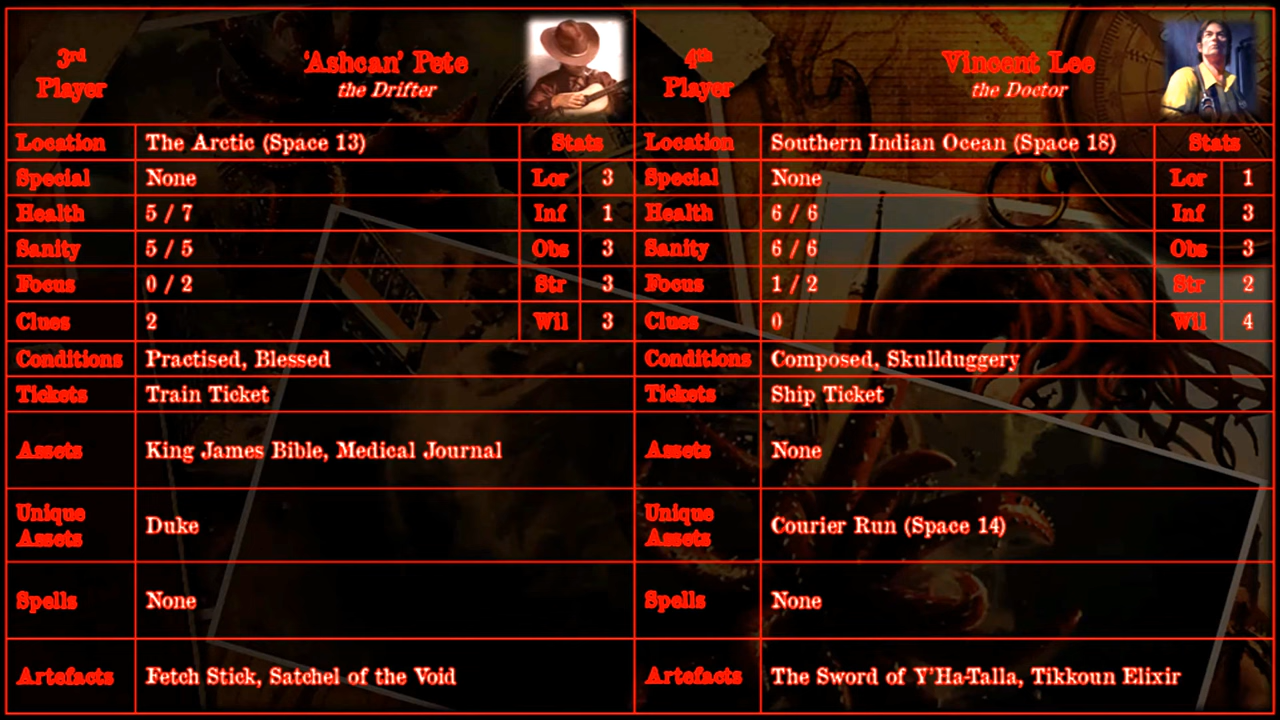 3rd Player
'Ashcan' Pete
the Drifter
Location The Arctic (Space 13) Stats
Special None Lor 3
Health 5 / 7 Inf 1
Sanity 5 / 5 Obs 3
Focus 0 / 2 Str 3
Clues 2 Wil 3
Conditions Practised, Blessed
Tickets Train Ticket
Assets King James Bible, Medical Journal
Unique Assets Duke
Spells None
Artefacts Fetch Stick, Satchel of the Void
4th Player
Vincent Lee
the Doctor
Location Southern Indian Ocean (Space 18) Stats
Special None Lor 1
Health 6 / 6 Inf 3
Sanity 6 / 6 Obs 3
Focus 1 / 2 Str 2
Clues 0 Wil 4
Conditions Composed, Skullduggery
Tickets Ship Ticket
Assets None
Unique Assets Courier Run (Space 14)
Spells None
Artefacts The Sword of Y'Ha-Talla, Tikkoun Elixir